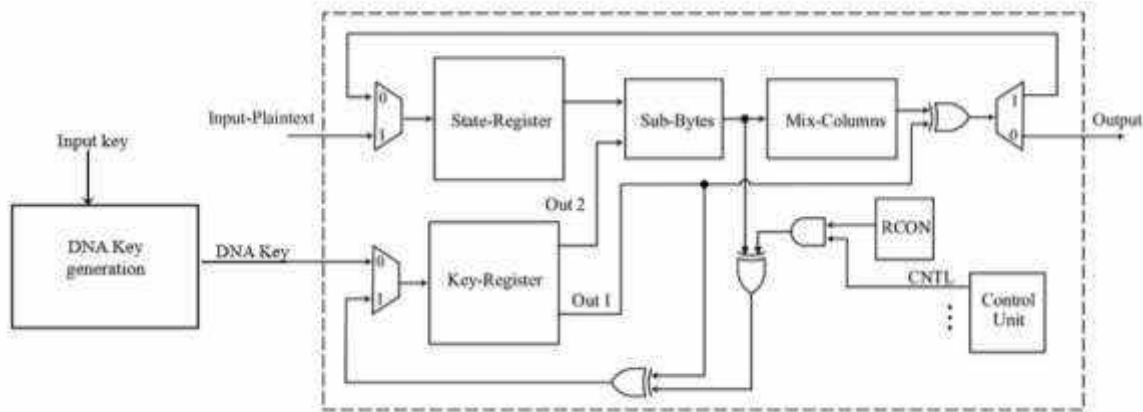 0
1
Input-Plaintext
State-Register
Sub-Bytes
Mix-Columns
1
0
Output
Input key
DNA Key
generation
DNA Key
0
1
Key-Register
Out 2
Out 1
RCON
CNTL
Control
Unit